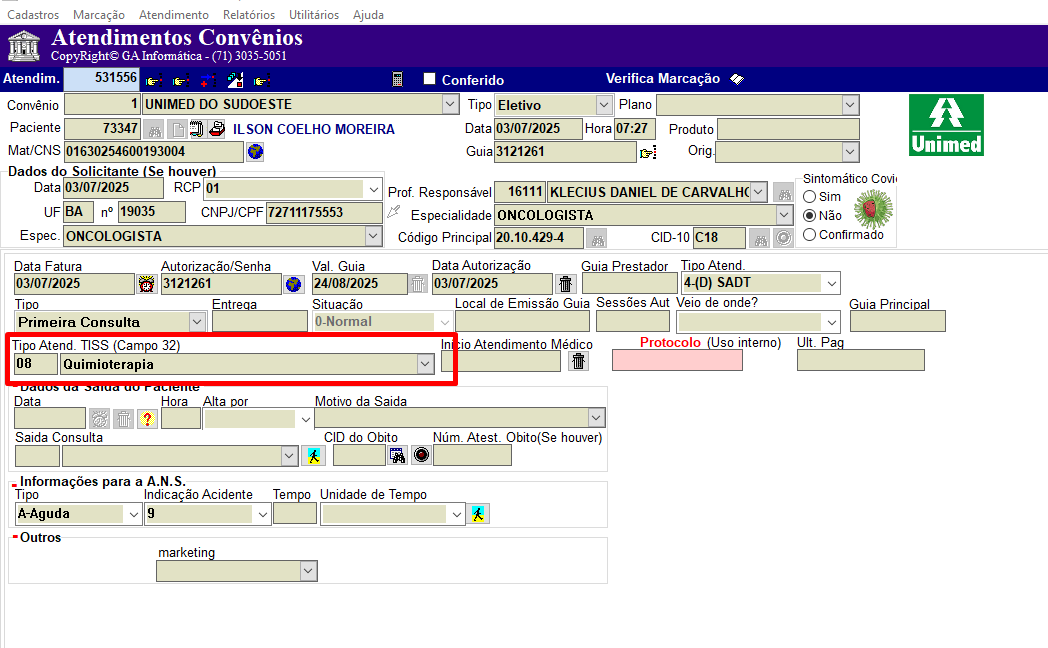 Cadastros Marcação Atendimento Relatórios Utilitários Ajuda
Atendimentos Convênios
CopyRight© GA Informática - (71) 3035-5051
Atendim. 531556 Conferido Verifica Marcação
Convênio 1 UNIMED DO SUDOESTE Tipo Eletivo Plano
Paciente 73347 ILSON COELHO MOREIRA Data 03/07/2025 Hora 07:27 Produto
Mat/CNS 01630254600193004 Guia 3121261 Orig.
Unimed
Dados do Solicitante (Se houver)
Data 03/07/2025 RCP 01
UF BA nº 19035 CNPJ/CPF 72711175553
Espec. ONCOLOGISTA
Prof. Responsável 16111 KLECIUS DANIEL DE CARVALHO
Especialidade ONCOLOGISTA
Código Principal 20.10.429-4 CID-10 C18
Sintomático Covi
Sim
Não
Confirmado
Data Fatura Autorização/Senha Val. Guia Data Autorização Guia Prestador Tipo Atend.
03/07/2025 3121261 24/08/2025 03/07/2025 4-(D) SADT
Tipo Entrega Situação Local de Emissão Guia Sessões Aut Veio de onde? Guia Principal
Primeira Consulta 0-Normal
Tipo Atend. TISS (Campo 32) Início Atendimento Médico Protocolo (Uso interno) Ult. Pag
08 Quimioterapia
Dados da Saída do Paciente
Data Hora Alta por Motivo da Saida
?
Saida Consulta CID do Obito Núm. Atest. Obito(Se houver)
Informações para a A.N.S.
Tipo Indicação Acidente Tempo Unidade de Tempo
A-Aguda 9
Outros
marketing